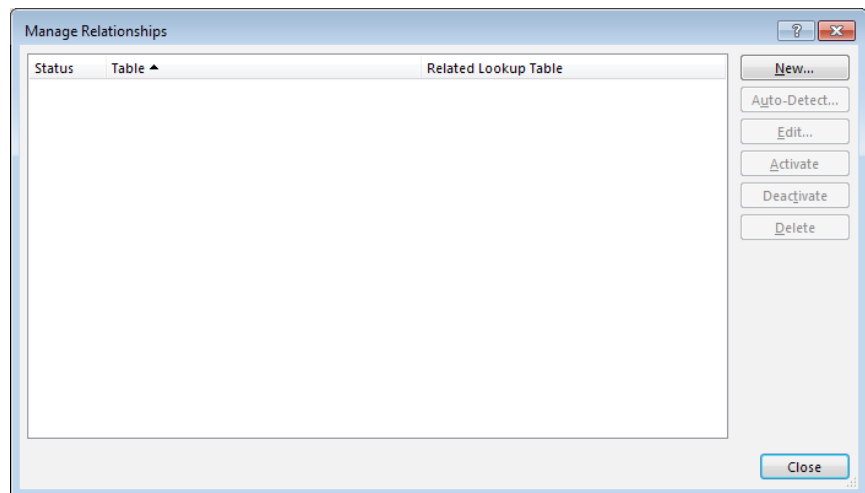 Manage Relationships
Status Table Related Lookup Table
New...
Auto-Detect...
Edit...
Activate
Deactivate
Delete
Close